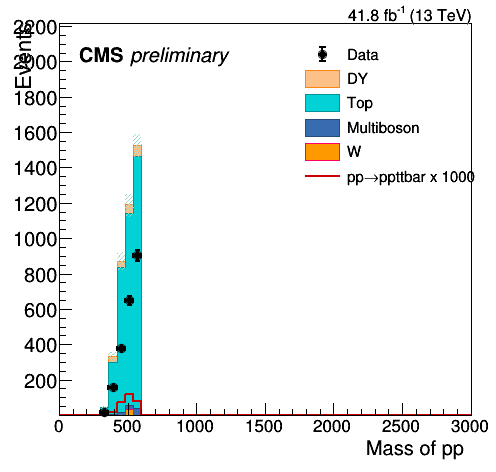 41.8 fb⁻¹ (13 TeV)
Events
CMS preliminary
Data
DY
Top
Multiboson
W
pp→ppttbar x 1000
2200
2000
1800
1600
1400
1200
1000
800
600
400
200
0 500 1000 1500 2000 2500 3000
Mass of pp